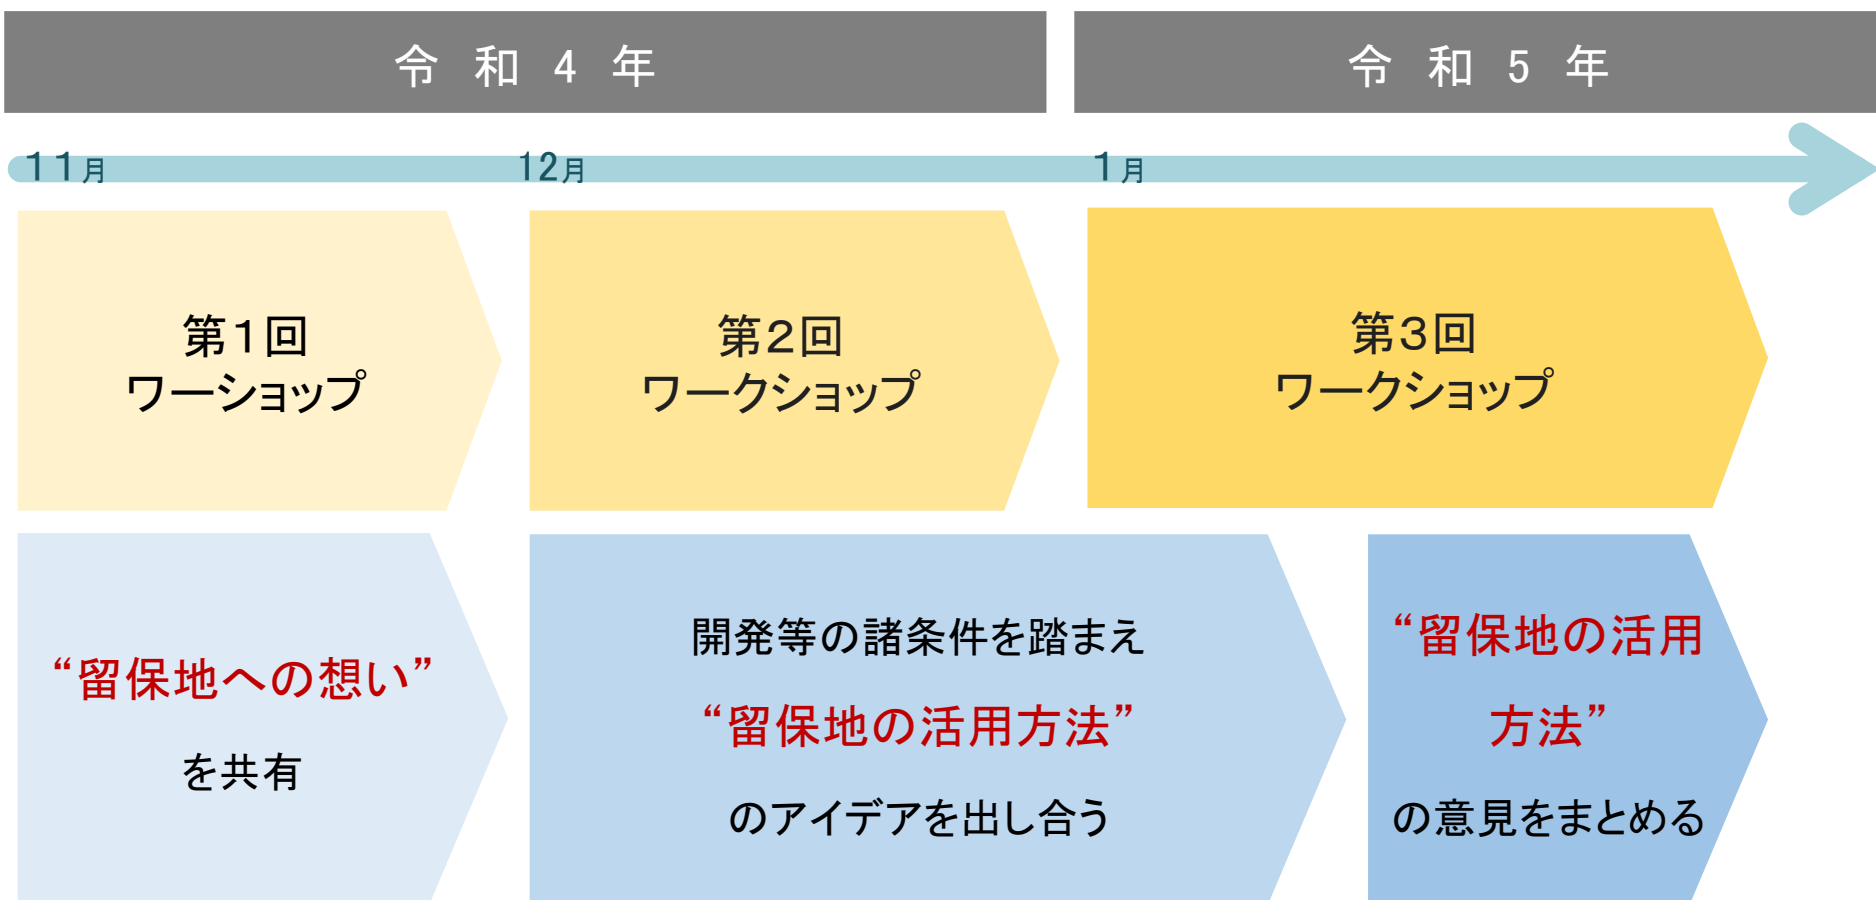 令和4年
令和5年
11月
12月
1月
第1回
ワーショップ
第2回
ワークショップ
第3回
ワークショップ
“留保地への想い”
を共有
開発等の諸条件を踏まえ
“留保地の活用方法”
のアイデアを出し合う
“留保地の活用
方法”
の意見をまとめる